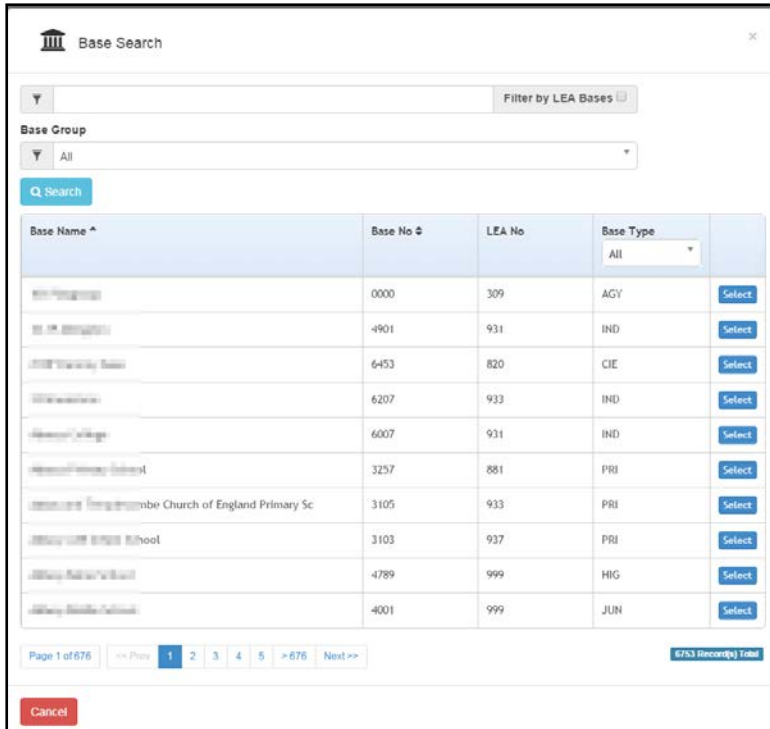 Base Search ×
Filter by LEA Bases
Base Group
All
Search
Base Name Base No LEA No Base Type
All
0000 309 AGY Select
4901 931 IND Select
6453 820 CIE Select
6207 933 IND Select
6007 931 IND Select
3257 881 PRI Select
Church of England Primary Sc 3105 933 PRI Select
School 3103 937 PRI Select
4789 999 HIG Select
4001 999 JUN Select
Page 1 of 676 << Prev 1 2 3 4 5 >676 Next >> 6753 Record(s) Total
Cancel